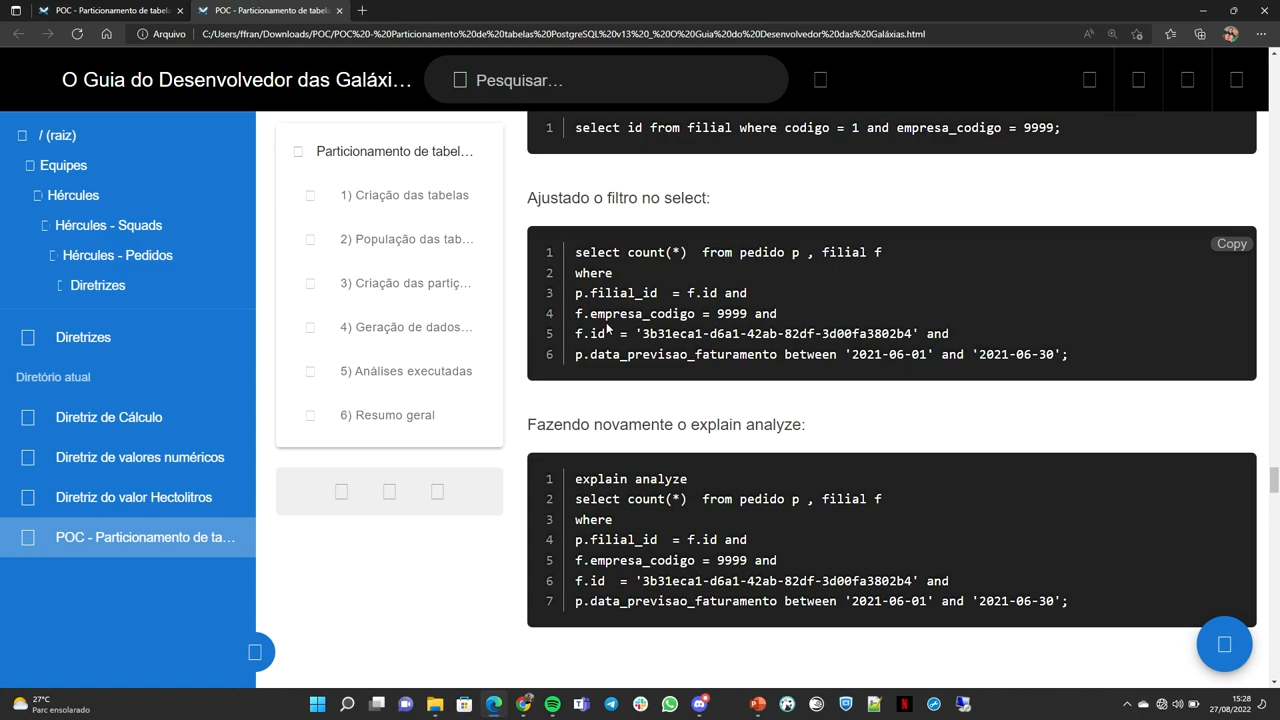 POC - Particionamento de tabela
POC - Particionamento de tabela
Arquivo
C:/Users/ffran/Downloads/POC/POC%20-%20Particionamento%20de%20tabelas%20PostgreSQL%20v13%20_%20O%20Guia%20do%20Desenvolvedor%20das%20Galáxias.html
O Guia do Desenvolvedor das Galáxi...
Pesquisar...
/ (raiz)
Equipes
Hércules
Hércules - Squads
Hércules - Pedidos
Diretrizes
Diretrizes
Diretório atual
Diretriz de Cálculo
Diretriz de valores numéricos
Diretriz do valor Hectolitros
POC - Particionamento de ta...
Particionamento de tabel...
1) Criação das tabelas
2) População das tab...
3) Criação das partiç...
4) Geração de dados...
5) Análises executadas
6) Resumo geral
1 select id from filial where codigo = 1 and empresa_codigo = 9999;
Ajustado o filtro no select:
Copy
1 select count(*)  from pedido p , filial f
2 where
3 p.filial_id  = f.id and
4 f.empresa_codigo = 9999 and
5 f.id  = '3b31eca1-d6a1-42ab-82df-3d00fa3802b4' and
6 p.data_previsao_faturamento between '2021-06-01' and '2021-06-30';
Fazendo novamente o explain analyze:
1 explain analyze
2 select count(*)  from pedido p , filial f
3 where
4 p.filial_id  = f.id and
5 f.empresa_codigo = 9999 and
6 f.id  = '3b31eca1-d6a1-42ab-82df-3d00fa3802b4' and
7 p.data_previsao_faturamento between '2021-06-01' and '2021-06-30';
27°C
Parc ensolarado
15:28
27/08/2022